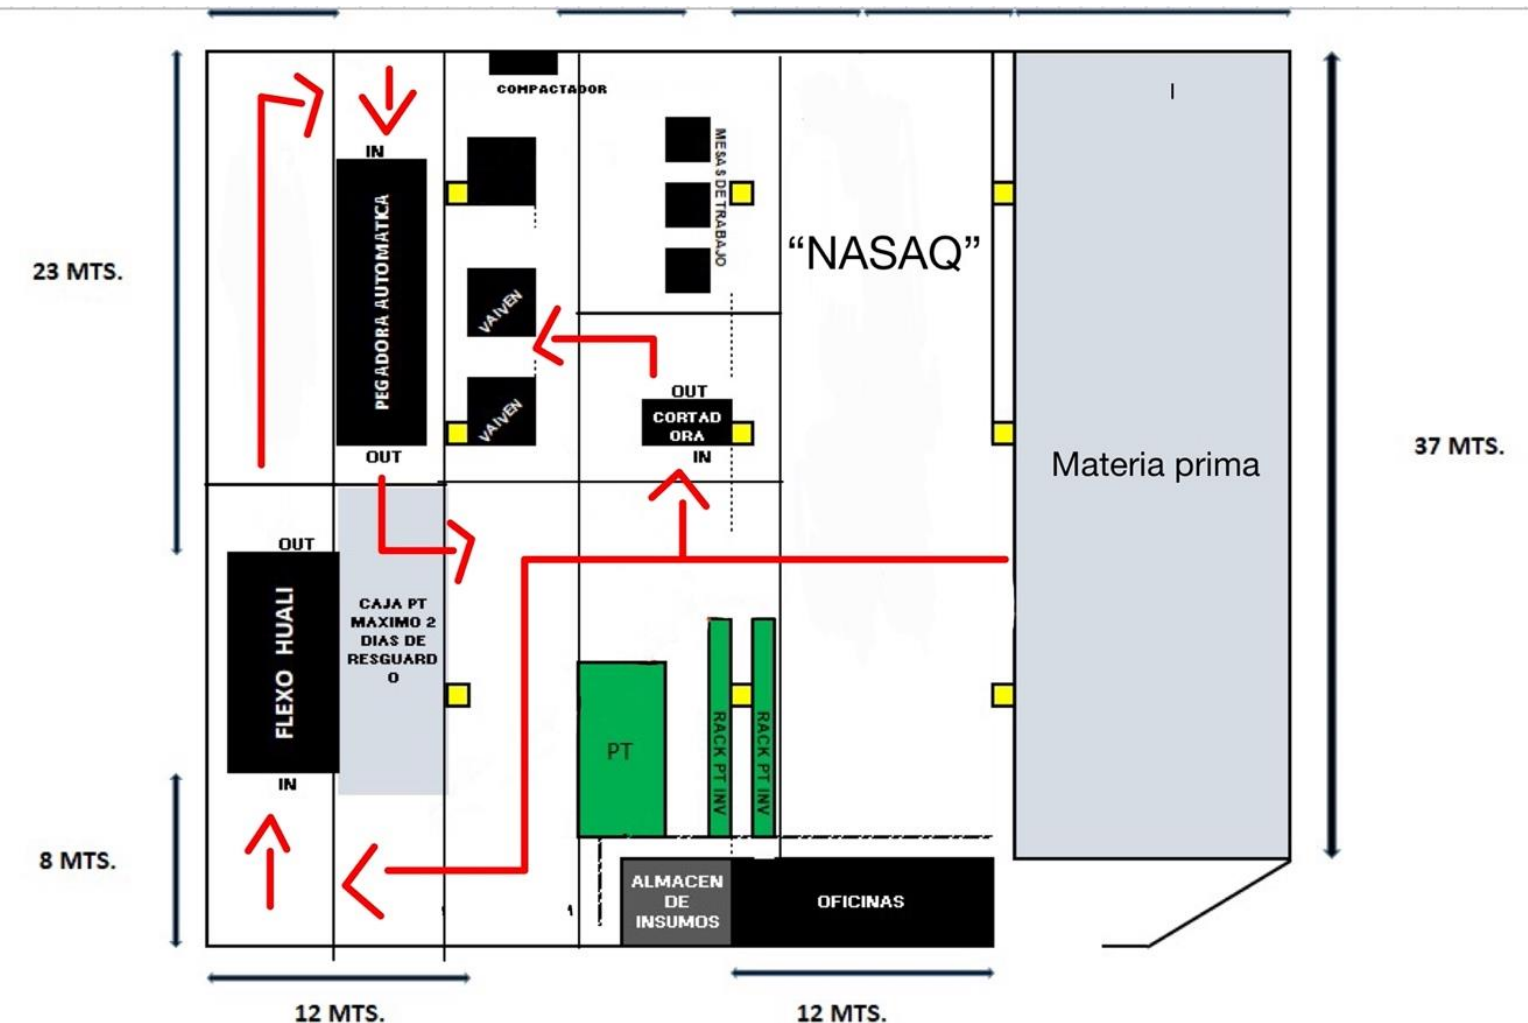 COMPACTADOR
IN
MESAS DE TRABAJO
PEGADORA AUTOMATICA
“NASAQ”
23 MTS.
VAIVEN
OUT
CORTAD
ORA
IN
VAIVEN
OUT
37 MTS.
Materia prima
OUT
FLEXO HUALI
CAJA PT
MAXIMO 2
DIAS DE
RESGUARD
O
PT
RACK PT INV
RACK PT INV
IN
8 MTS.
ALMACEN
DE
INSUMOS
OFICINAS
12 MTS.
12 MTS.